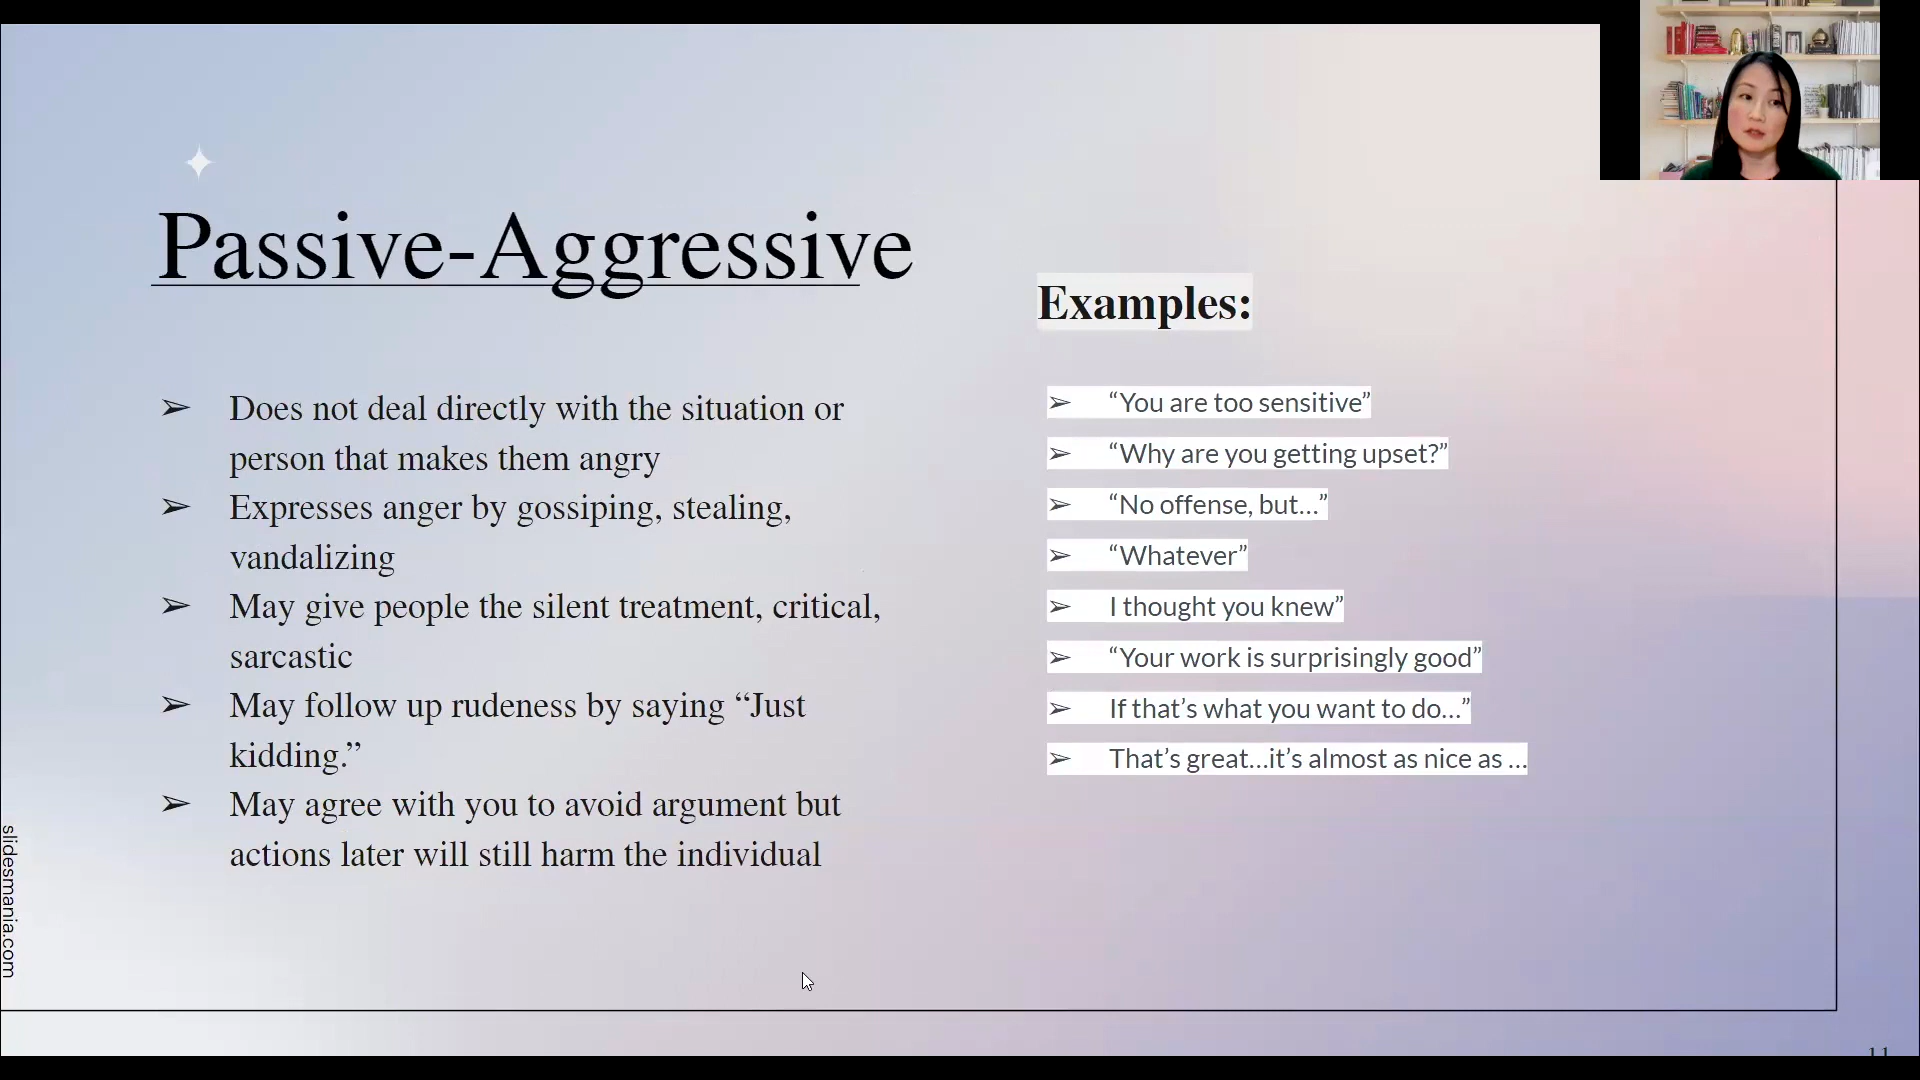 Passive-Aggressive
➢ Does not deal directly with the situation or
person that makes them angry
➢ Expresses anger by gossiping, stealing,
vandalizing
➢ May give people the silent treatment, critical,
sarcastic
➢ May follow up rudeness by saying “Just
kidding.”
➢ May agree with you to avoid argument but
actions later will still harm the individual
Examples:
➢ “You are too sensitive”
➢ “Why are you getting upset?”
➢ “No offense, but…”
➢ “Whatever”
➢ I thought you knew”
➢ “Your work is surprisingly good”
➢ If that’s what you want to do…”
➢ That’s great…it’s almost as nice as …
slidesmania.com
11